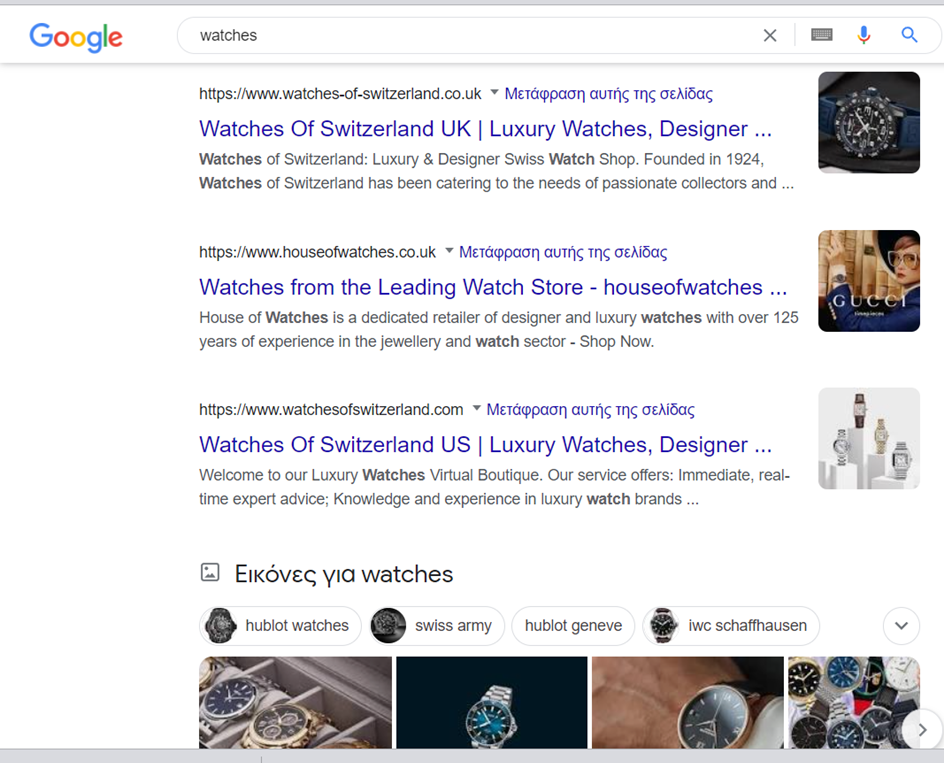 Google
watches
https://www.watches-of-switzerland.co.uk Μετάφραση αυτής της σελίδας
Watches Of Switzerland UK | Luxury Watches, Designer ...
Watches of Switzerland: Luxury & Designer Swiss Watch Shop. Founded in 1924,
Watches of Switzerland has been catering to the needs of passionate collectors and ...
https://www.houseofwatches.co.uk Μετάφραση αυτής της σελίδας
Watches from the Leading Watch Store - houseofwatches ...
House of Watches is a dedicated retailer of designer and luxury watches with over 125
years of experience in the jewellery and watch sector - Shop Now.
GUCCI
timepieces
https://www.watchesofswitzerland.com Μετάφραση αυτής της σελίδας
Watches Of Switzerland US | Luxury Watches, Designer ...
Welcome to our Luxury Watches Virtual Boutique. Our service offers: Immediate, real-
time expert advice; Knowledge and experience in luxury watch brands ...
Εικόνες για watches
hublot watches
swiss army
hublot geneve
iwc schaffhausen